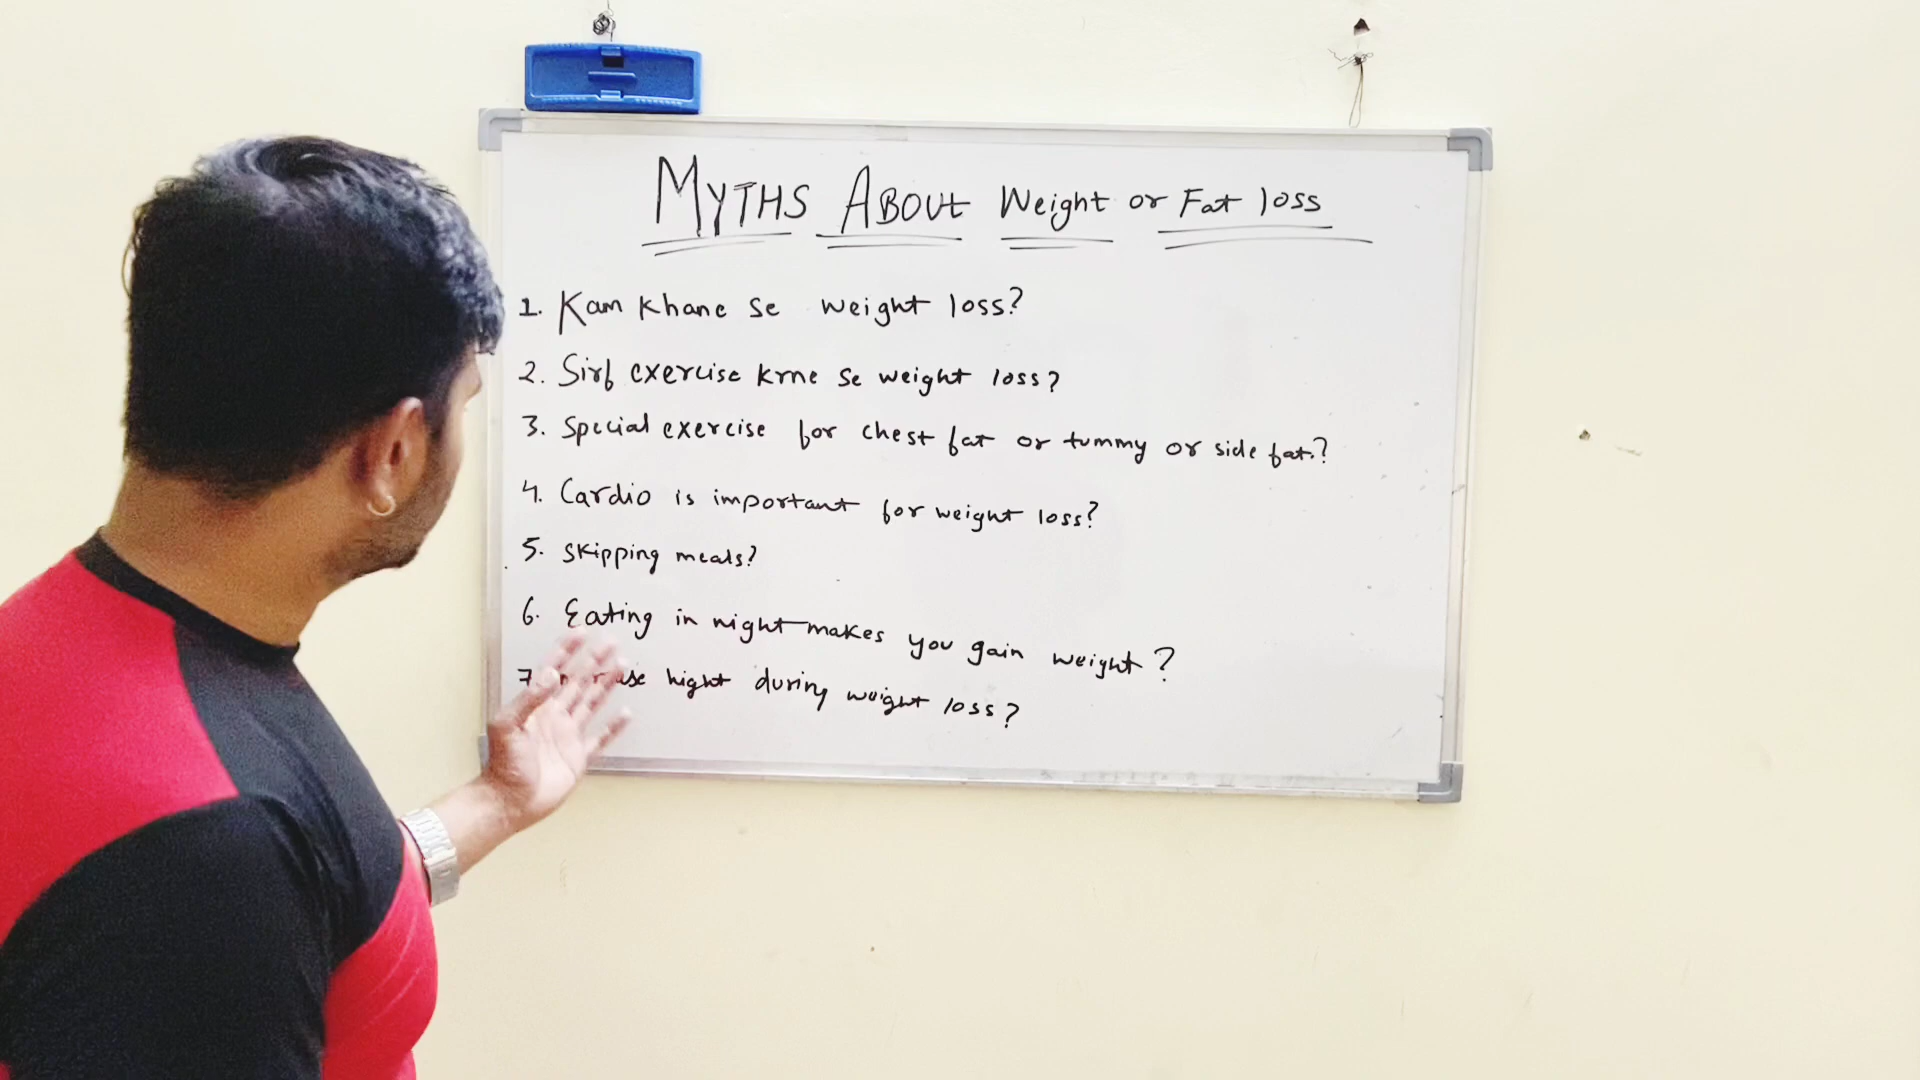 MYTHS ABOUT Weight or Fat loss
1. Kam Khane se weight loss?
2. Sirf exercise krne se weight loss?
3. Special exercise for chest fat or tummy or side fat.?
4. Cardio is important for weight loss?
5. skipping meals?
6. Eating in night makes you gain weight?
7. hight during weight loss?